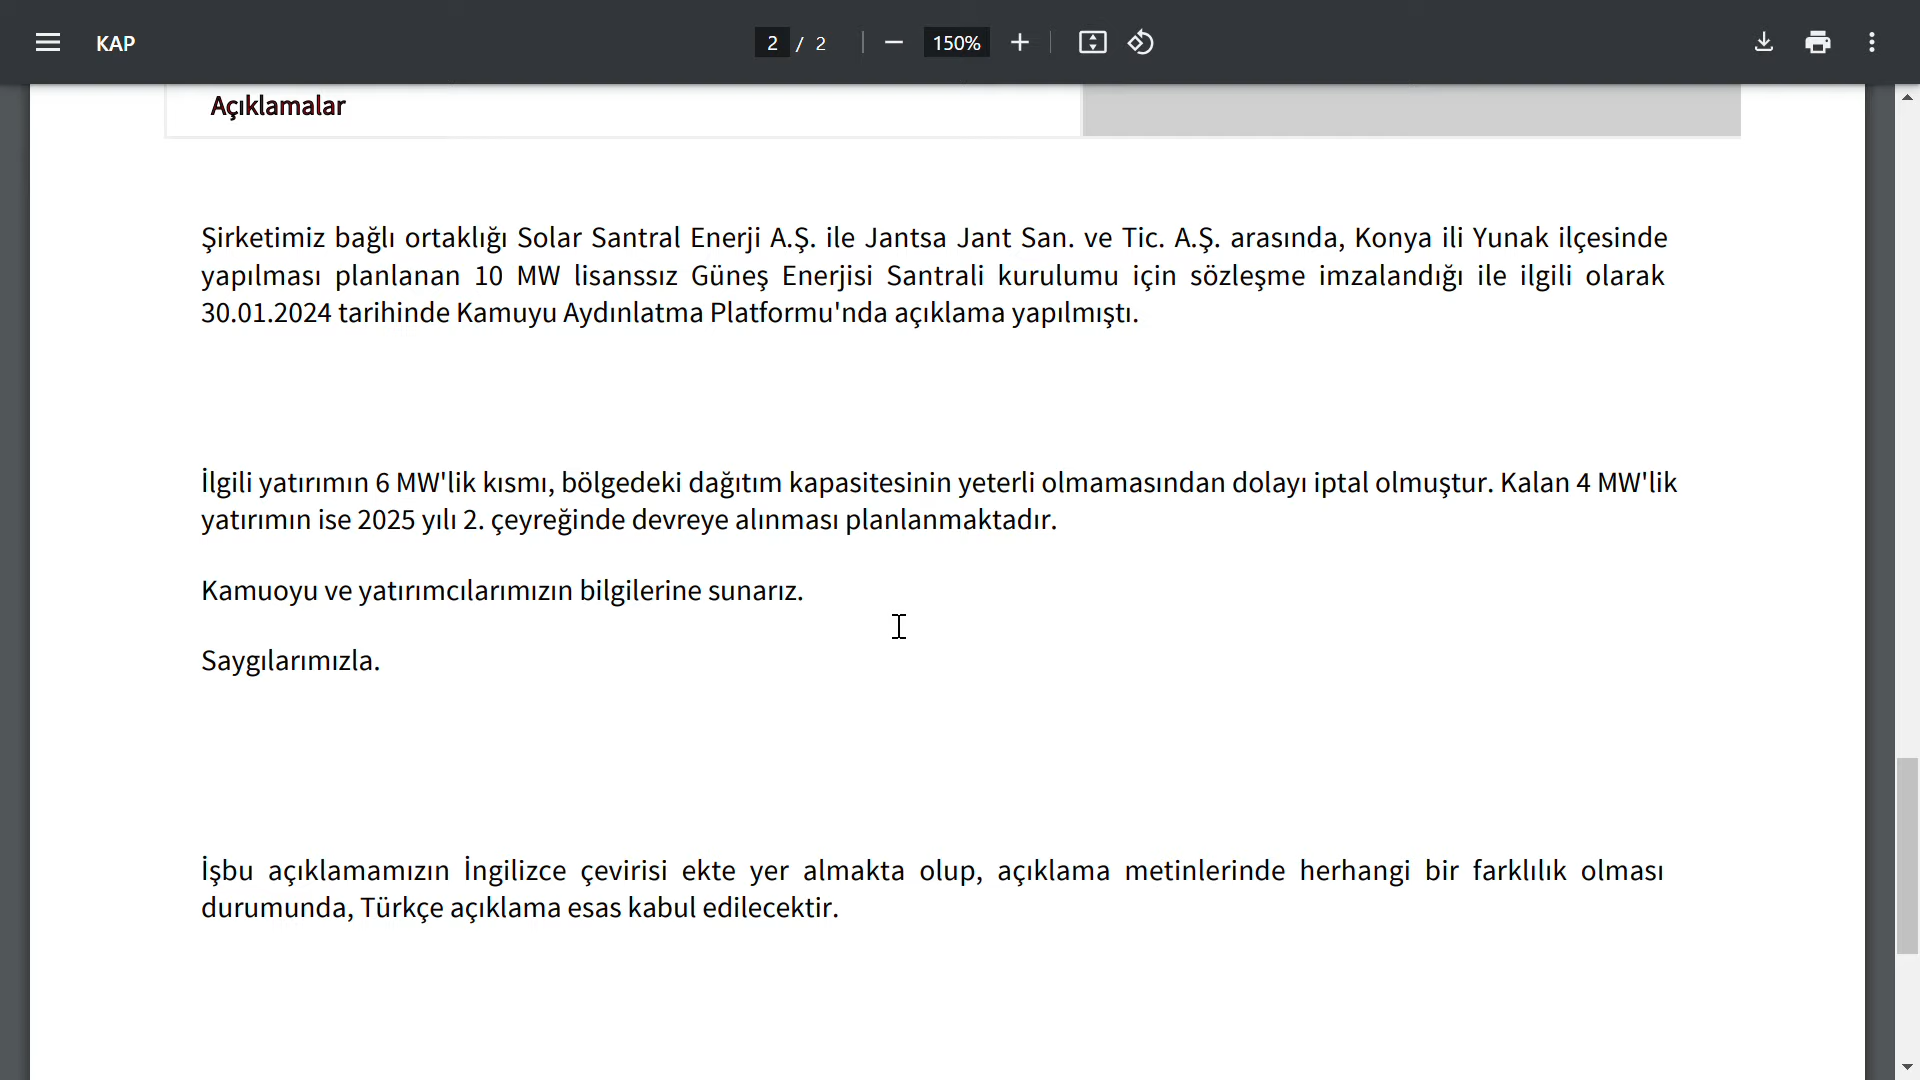 KAP
2 / 2
150%
Açıklamalar
Şirketimiz bağlı ortaklığı Solar Santral Enerji A.Ş. ile Jantsa Jant San. ve Tic. A.Ş. arasında, Konya ili Yunak ilçesinde
yapılması planlanan 10 MW lisanssız Güneş Enerjisi Santrali kurulumu için sözleşme imzalandığı ile ilgili olarak
30.01.2024 tarihinde Kamuyu Aydınlatma Platformu'nda açıklama yapılmıştı.
İlgili yatırımın 6 MW'lik kısmı, bölgedeki dağıtım kapasitesinin yeterli olmamasından dolayı iptal olmuştur. Kalan 4 MW'lik
yatırımın ise 2025 yılı 2. çeyreğinde devreye alınması planlanmaktadır.
Kamuoyu ve yatırımcılarımızın bilgilerine sunarız.
Saygılarımızla.
İşbu açıklamamızın İngilizce çevirisi ekte yer almakta olup, açıklama metinlerinde herhangi bir farklılık olması
durumunda, Türkçe açıklama esas kabul edilecektir.